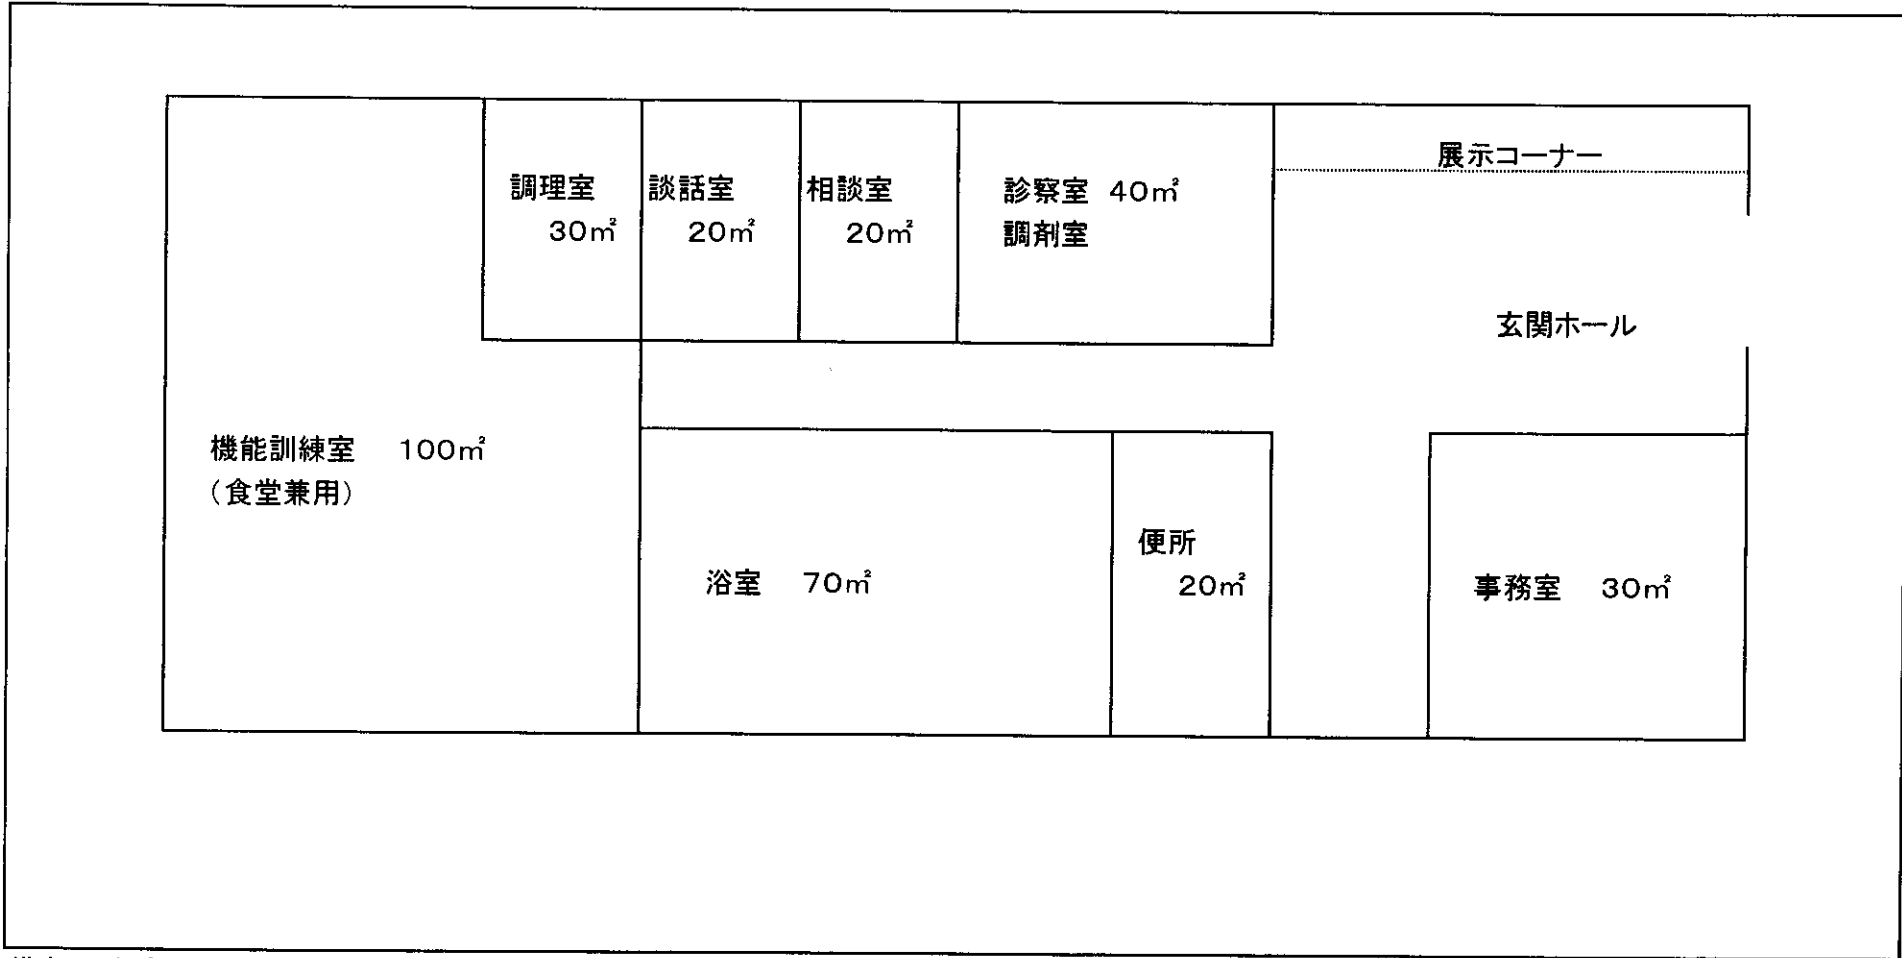 展示コーナー
調理室
30㎡
談話室
20㎡
相談室
20㎡
診察室 40㎡
調剤室
玄関ホール
機能訓練室 100㎡
（食堂兼用）
浴室 70㎡
便所
20㎡
事務室 30㎡